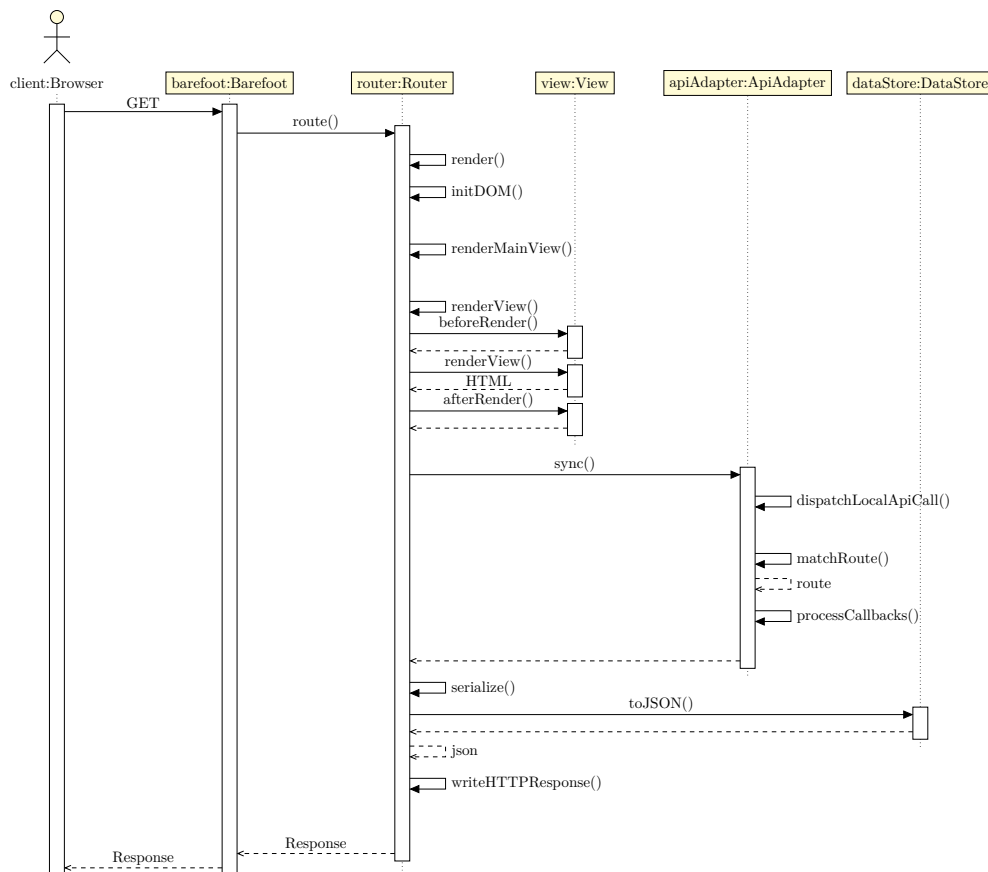 client:Browser
barefoot:Barefoot
router:Router
view:View
apiAdapter:ApiAdapter
dataStore:DataStore
GET
route()
render()
initDOM()
renderMainView()
renderView()
beforeRender()
renderView()
HTML
afterRender()
sync()
dispatchLocalApiCall()
matchRoute()
route
processCallbacks()
serialize()
toJSON()
json
writeHTTPResponse()
Response
Response